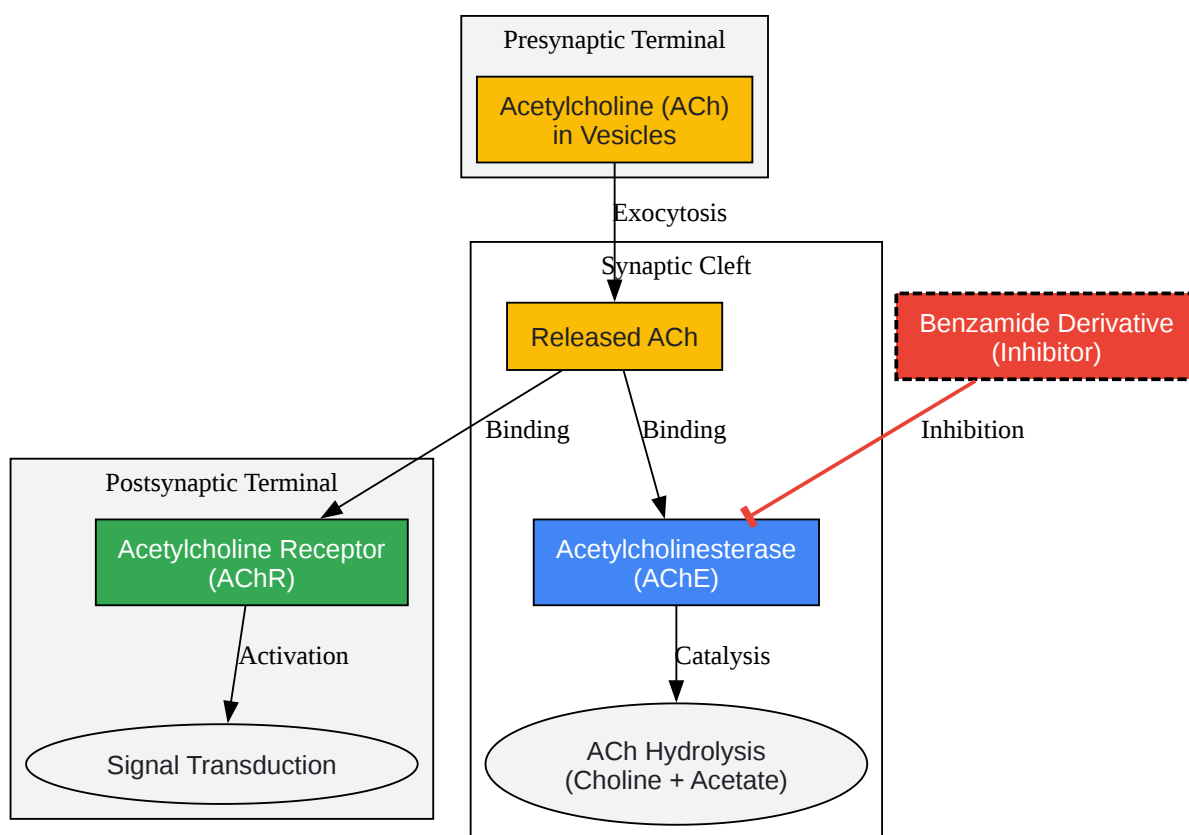 Presynaptic Terminal
Acetylcholine (ACh)
in Vesicles
Exocytosis
Synaptic Cleft
Released ACh
Benzamide Derivative
(Inhibitor)
Binding
Binding
Inhibition
Postsynaptic Terminal
Acetylcholine Receptor
(AChR)
Acetylcholinesterase
(AChE)
Activation
Catalysis
Signal Transduction
ACh Hydrolysis
(Choline + Acetate)